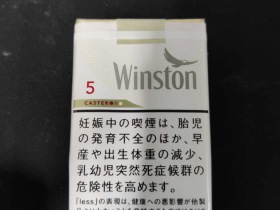 Winston
5
CASTER
妊娠中の喫煙は、胎児
の発育不全のほか、早
産や出生体重の減少、
乳幼児突然死症候群の
危険性を高めます。
「less」の表現は、健康への悪影響が他製